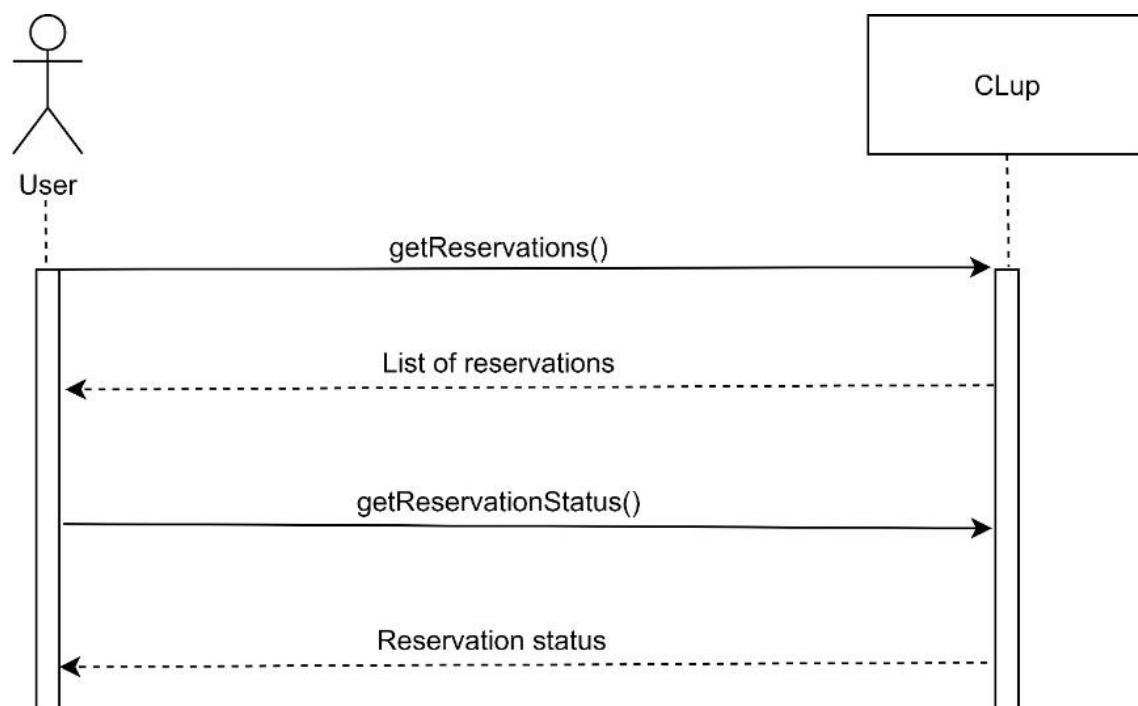 CLup
User
getReservations()
List of reservations
getReservationStatus()
Reservation status